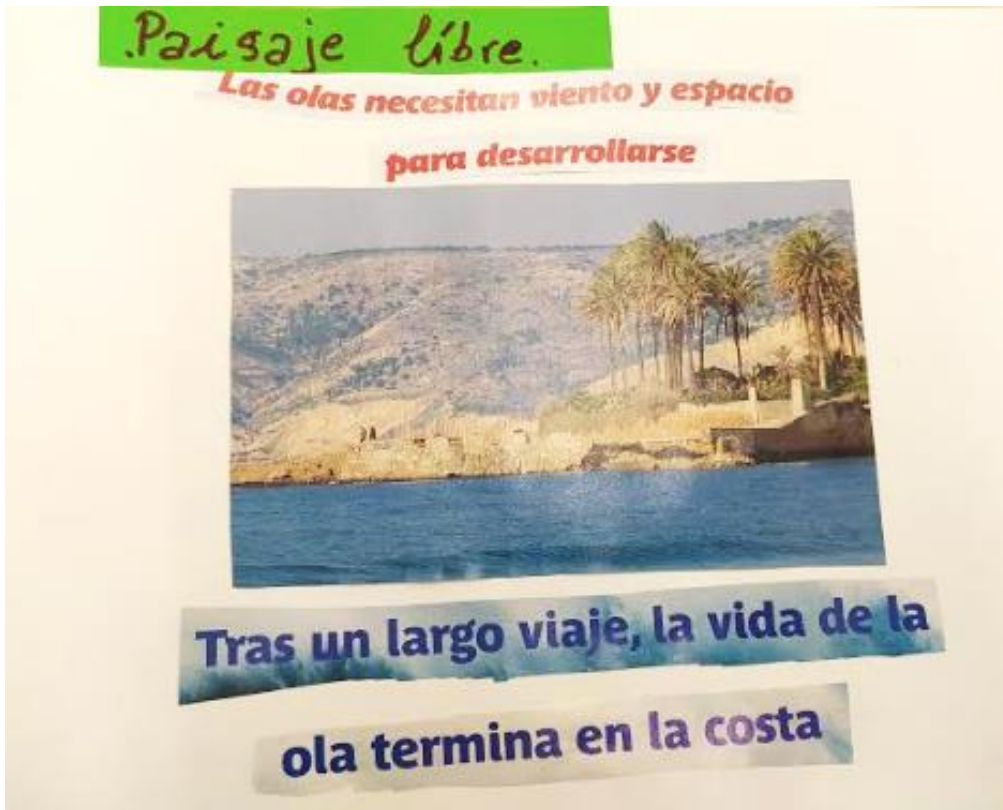 .Paisaje líbre.
Las olas necesitan viento y espacio
para desarrollarse
Tras un largo viaje, la vida de la
ola termina en la costa